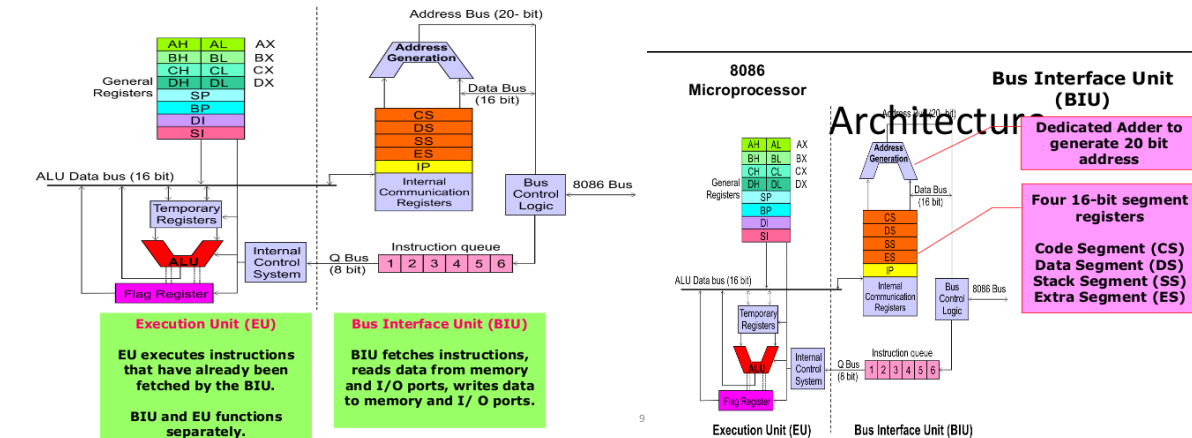 Address Bus (20- bit)
Address
Generation
AH AL AX
BH BL BX
CH CL CX
DH DL DX
General
Registers
SP
BP
DI
SI
Data Bus
(16 bit)
CS
DS
SS
ES
IP
Internal
Communication
Registers
ALU Data bus (16 bit)
Bus
Control
Logic
8086 Bus
Temporary
Registers
ALU
Internal
Control
System
Q Bus
(8 bit)
Instruction queue
1 2 3 4 5 6
Flag Register
Execution Unit (EU)
EU executes instructions
that have already been
fetched by the BIU.
BIU and EU functions
separately.
Bus Interface Unit (BIU)
BIU fetches instructions,
reads data from memory
and I/O ports, writes data
to memory and I/ O ports.
8086
Microprocessor
Architecture
Bus Interface Unit
(BIU)
Address Bus (20- bit)
Address
Generation
AH AL AX
BH BL BX
CH CL CX
DH DL DX
General
Registers
SP
BP
DI
SI
Data Bus
(16 bit)
CS
DS
SS
ES
IP
Internal
Communication
Registers
ALU Data bus (16 bit)
Bus
Control
Logic
8086 Bus
Temporary
Registers
ALU
Internal
Control
System
Q Bus
(8 bit)
Instruction queue
1 2 3 4 5 6
Flag Register
Execution Unit (EU)
Bus Interface Unit (BIU)
Dedicated Adder to
generate 20 bit
address
Four 16-bit segment
registers
Code Segment (CS)
Data Segment (DS)
Stack Segment (SS)
Extra Segment (ES)
9